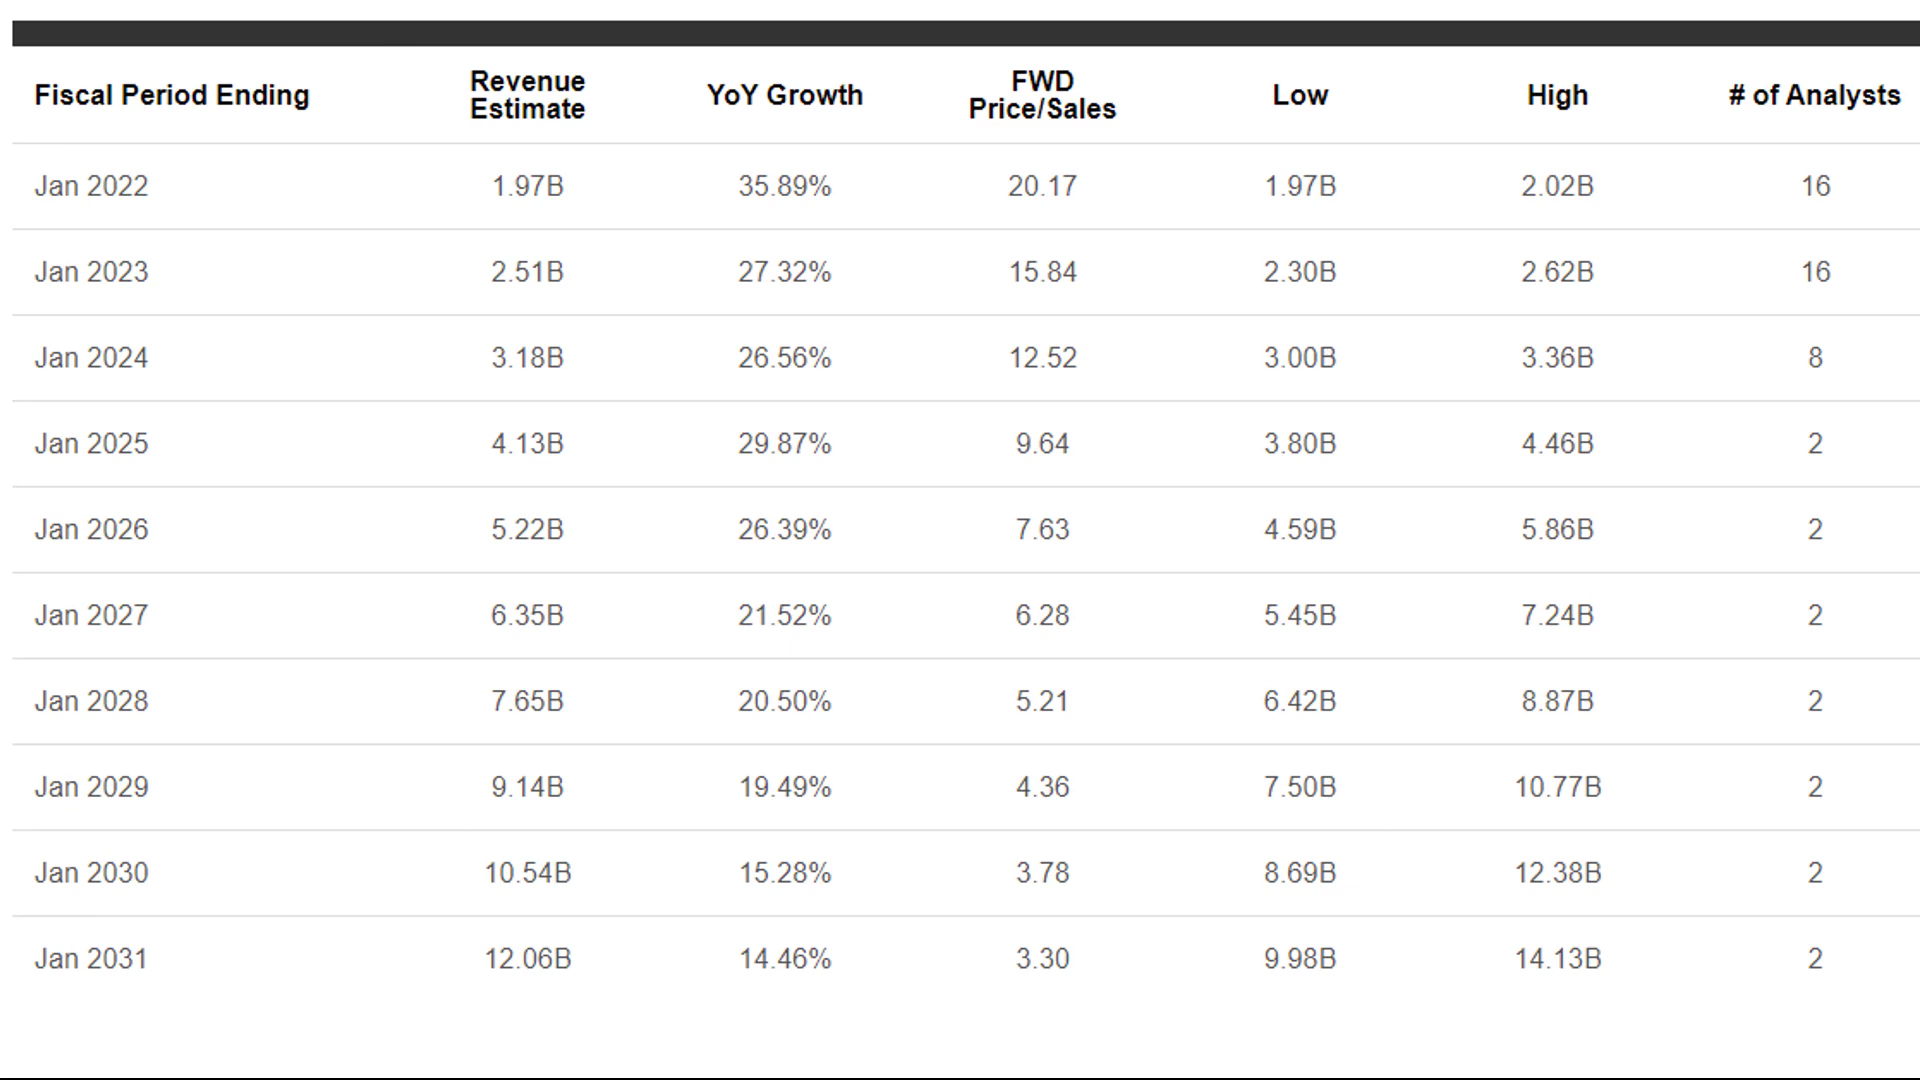 Fiscal Period Ending Revenue Estimate YoY Growth FWD Price/Sales Low High # of Analysts
Jan 2022 1.97B 35.89% 20.17 1.97B 2.02B 16
Jan 2023 2.51B 27.32% 15.84 2.30B 2.62B 16
Jan 2024 3.18B 26.56% 12.52 3.00B 3.36B 8
Jan 2025 4.13B 29.87% 9.64 3.80B 4.46B 2
Jan 2026 5.22B 26.39% 7.63 4.59B 5.86B 2
Jan 2027 6.35B 21.52% 6.28 5.45B 7.24B 2
Jan 2028 7.65B 20.50% 5.21 6.42B 8.87B 2
Jan 2029 9.14B 19.49% 4.36 7.50B 10.77B 2
Jan 2030 10.54B 15.28% 3.78 8.69B 12.38B 2
Jan 2031 12.06B 14.46% 3.30 9.98B 14.13B 2